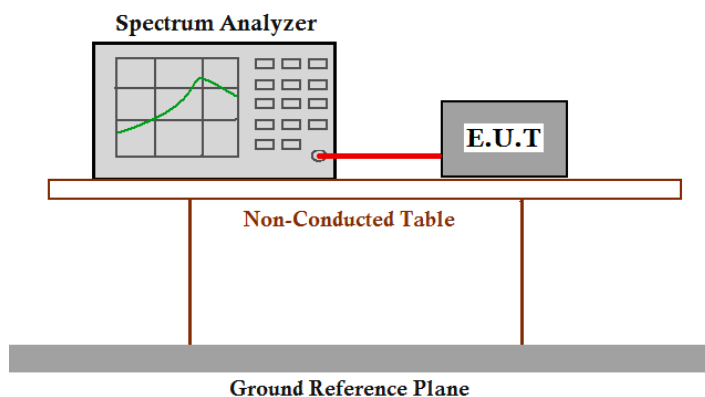 Spectrum Analyzer
E.U.T
Non-Conducted Table
Ground Reference Plane